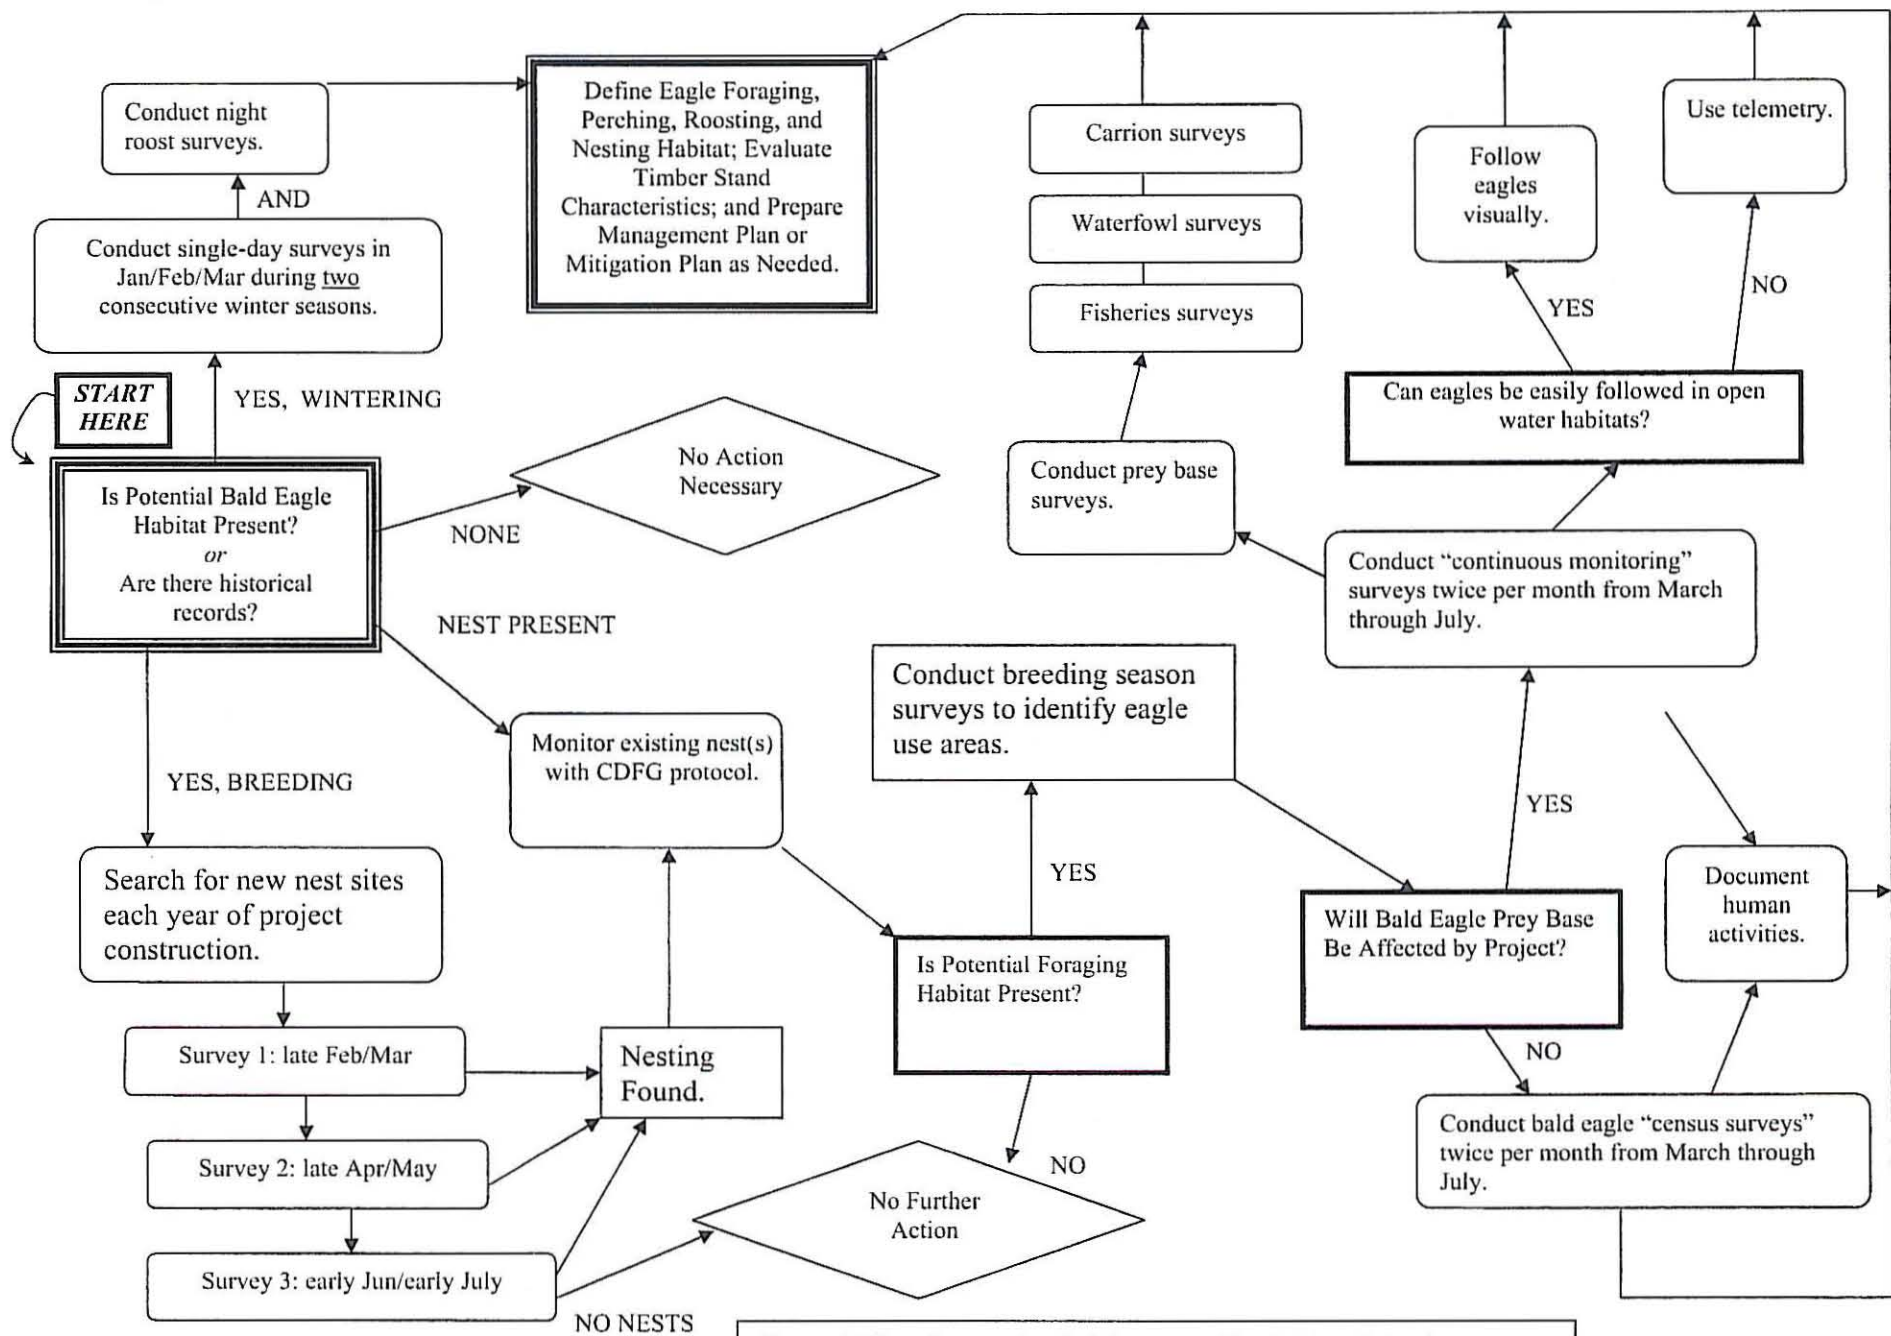 Conduct night
roost surveys.
AND
Conduct single-day surveys in
Jan/Feb/Mar during two
consecutive winter seasons.
START
HERE
YES, WINTERING
Is Potential Bald Eagle
Habitat Present?
or
Are there historical
records?
NONE
No Action
Necessary
NEST PRESENT
YES, BREEDING
Define Eagle Foraging,
Perching, Roosting, and
Nesting Habitat; Evaluate
Timber Stand
Characteristics; and Prepare
Management Plan or
Mitigation Plan as Needed.
Carrion surveys
Waterfowl surveys
Fisheries surveys
Conduct prey base
surveys.
Follow
eagles
visually.
Use telemetry.
YES
NO
Can eagles be easily followed in open
water habitats?
Conduct “continuous monitoring”
surveys twice per month from March
through July.
Monitor existing nest(s)
with CDFG protocol.
Conduct breeding season
surveys to identify eagle
use areas.
YES
YES
Search for new nest sites
each year of project
construction.
Is Potential Foraging
Habitat Present?
Will Bald Eagle Prey Base
Be Affected by Project?
Document
human
activities.
Survey 1: late Feb/Mar
Nesting
Found.
NO
Survey 2: late Apr/May
NO
No Further
Action
Conduct bald eagle “census surveys”
twice per month from March through
July.
Survey 3: early Jun/early July
NO NESTS